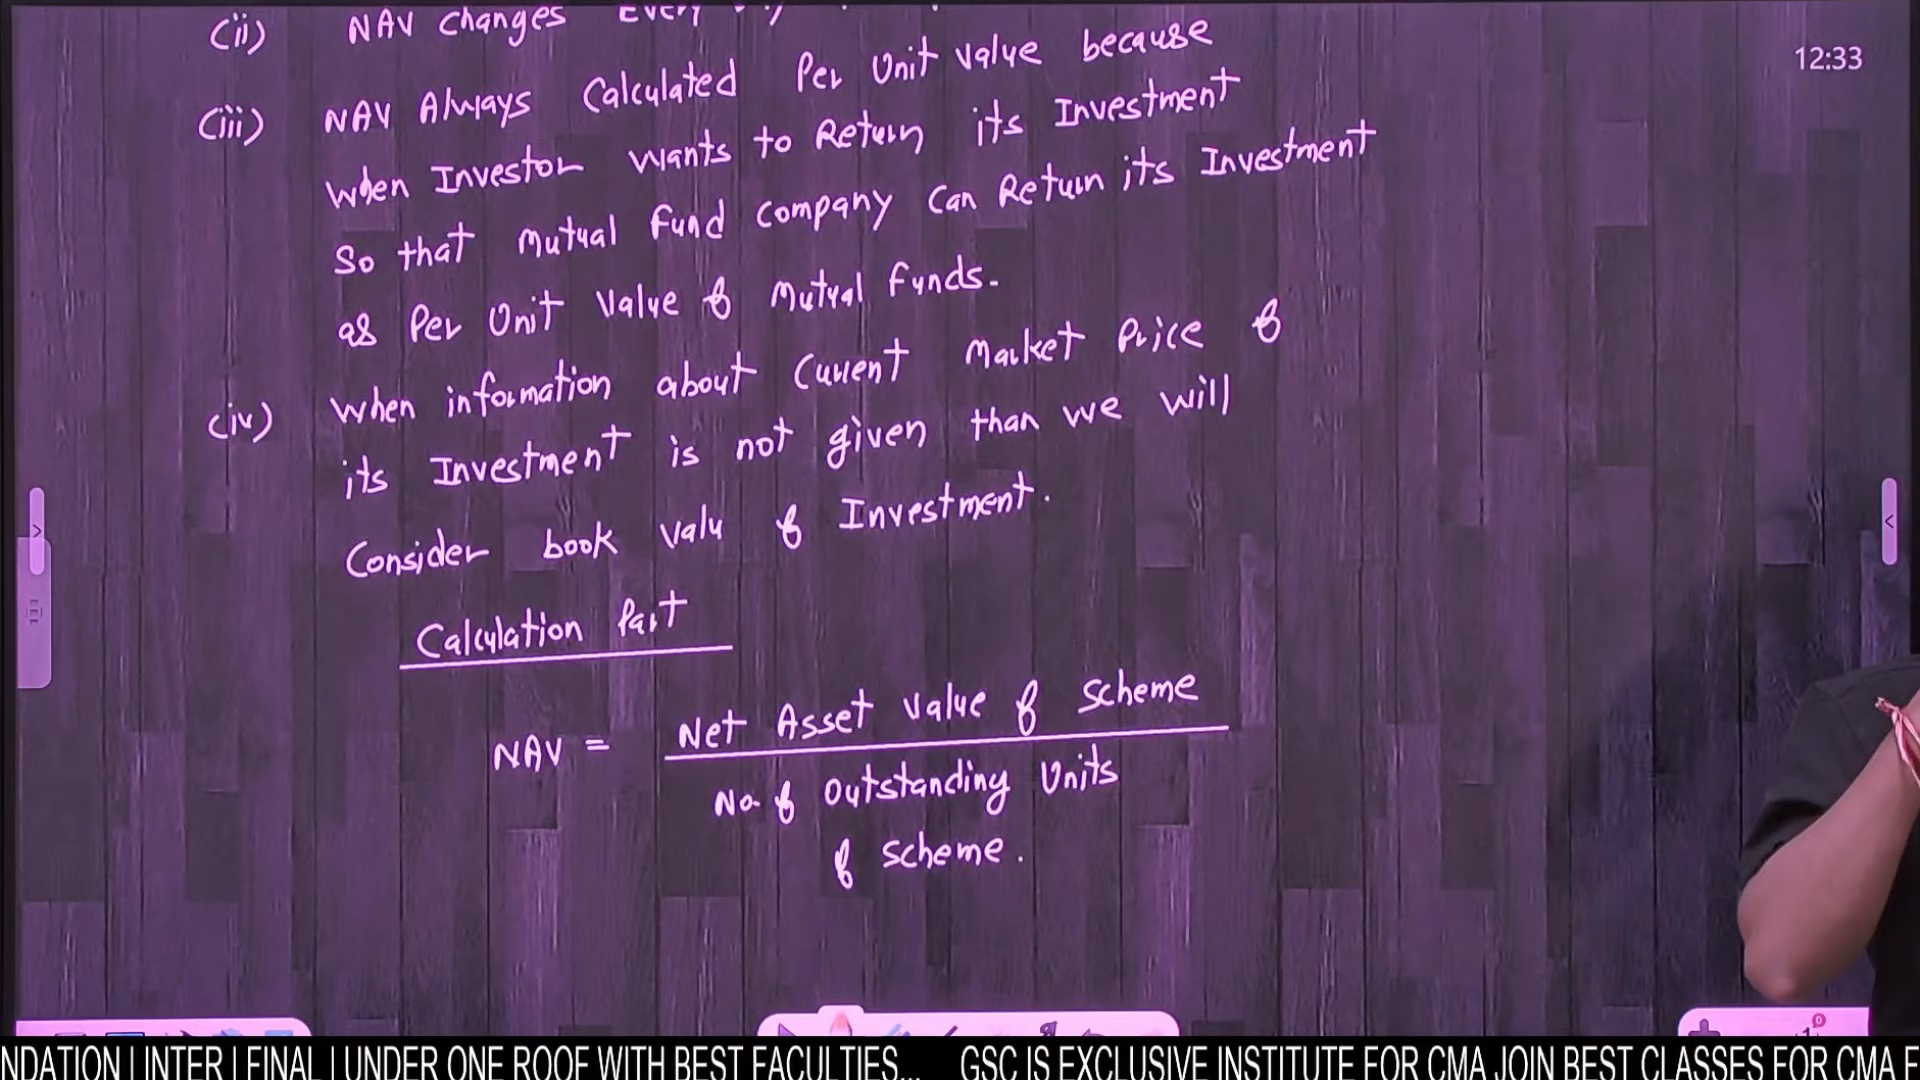 (ii) NAV Changes Every
12:33
(iii) NAV Always Calculated Per Unit Value because
when Investor wants to Return its Investment
So that mutual fund company can Return its Investment
as Per Unit Value of Mutual funds.
(iv) when information about Current market Price of
its Investment is not given than we will
Consider book valu of Investment.
Calculation Part
NAV = Net Asset value of scheme
No. of Outstanding Units
of scheme.
NDATION | INTER | FINAL | UNDER ONE ROOF WITH BEST FACULTIES... GSC IS EXCLUSIVE INSTITUTE FOR CMA JOIN BEST CLASSES FOR CMA F